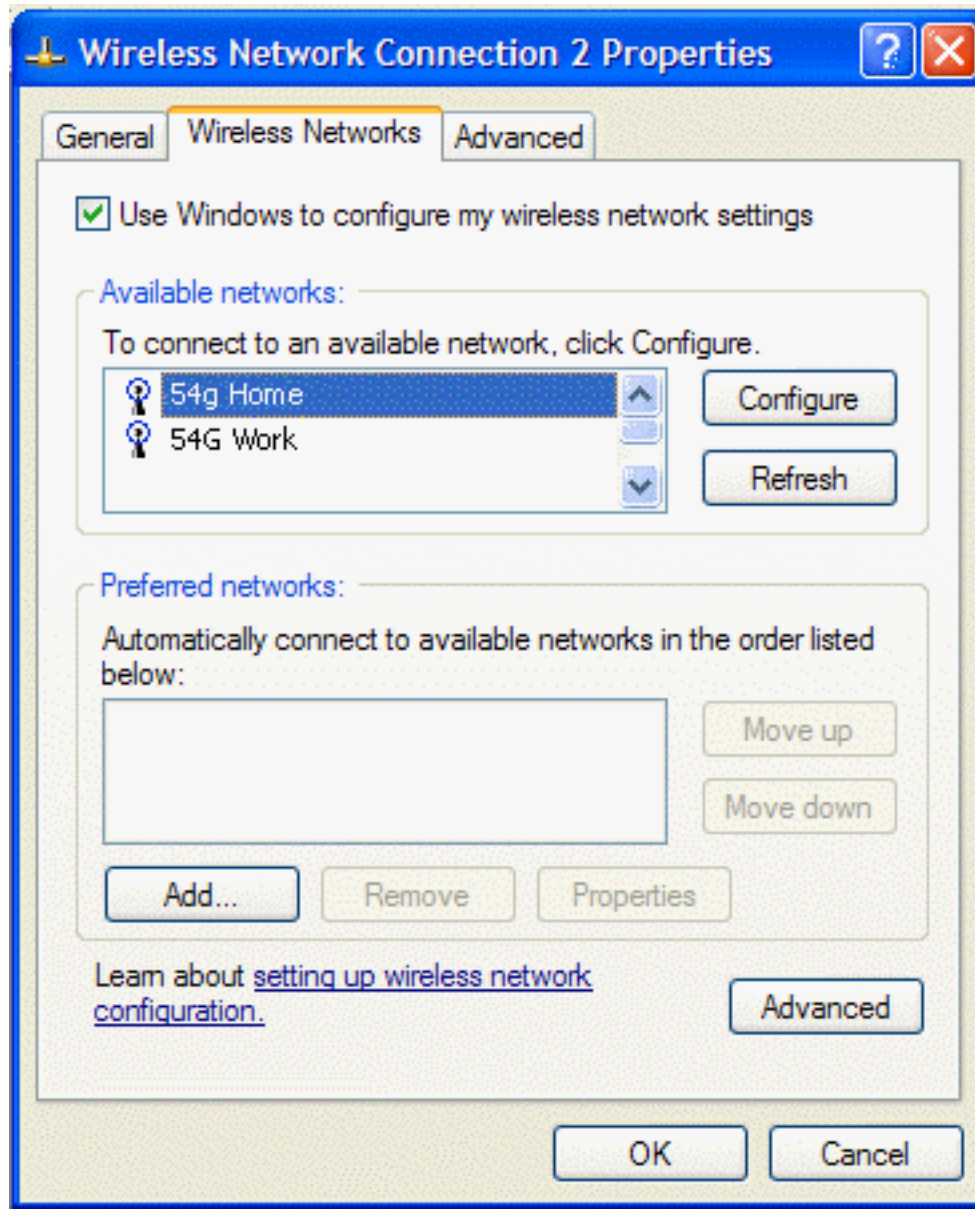 Wireless Network Connection 2 Properties
General Wireless Networks Advanced
Use Windows to configure my wireless network settings
Available networks:
To connect to an available network, click Configure.
54g Home
54G Work
Configure
Refresh
Preferred networks:
Automatically connect to available networks in the order listed
below:
Move up
Move down
Add... Remove Properties
Learn about setting up wireless network
configuration.
Advanced
OK Cancel